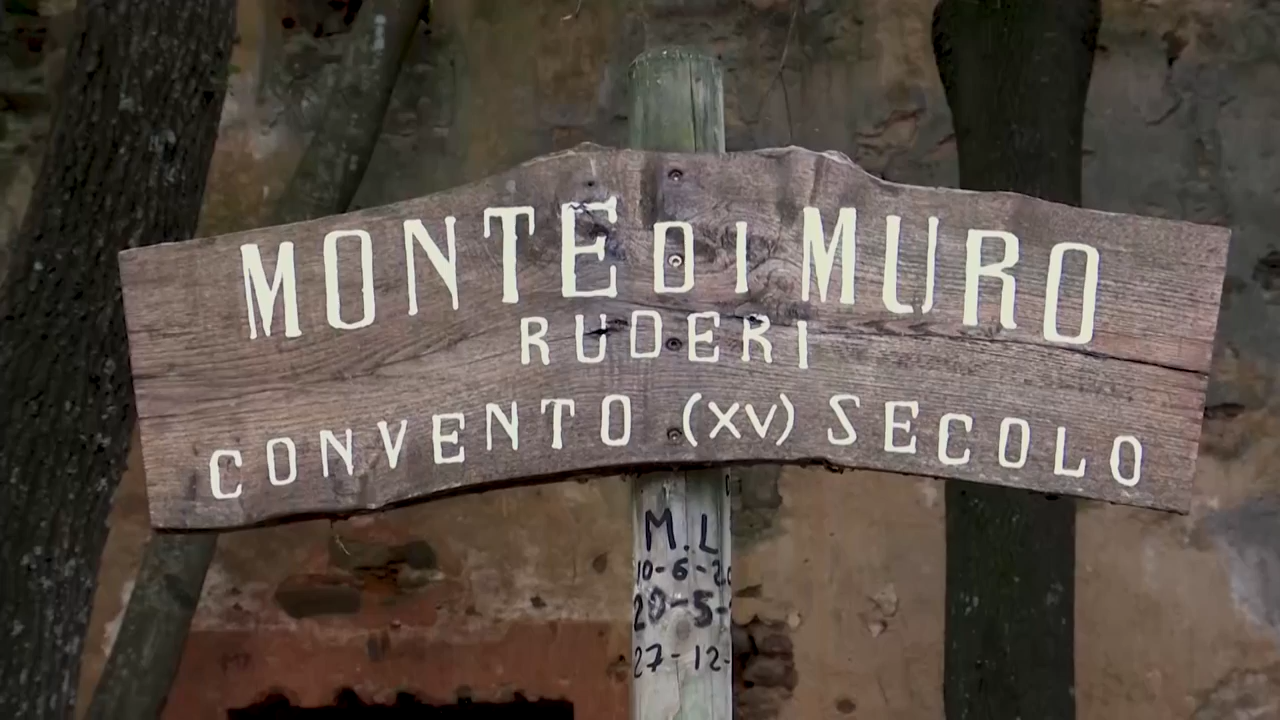 MONTE DI MURO
RUDERI
CONVENTO (XV) SECOLO
M.L
10-6-2
20-5-
27-12-